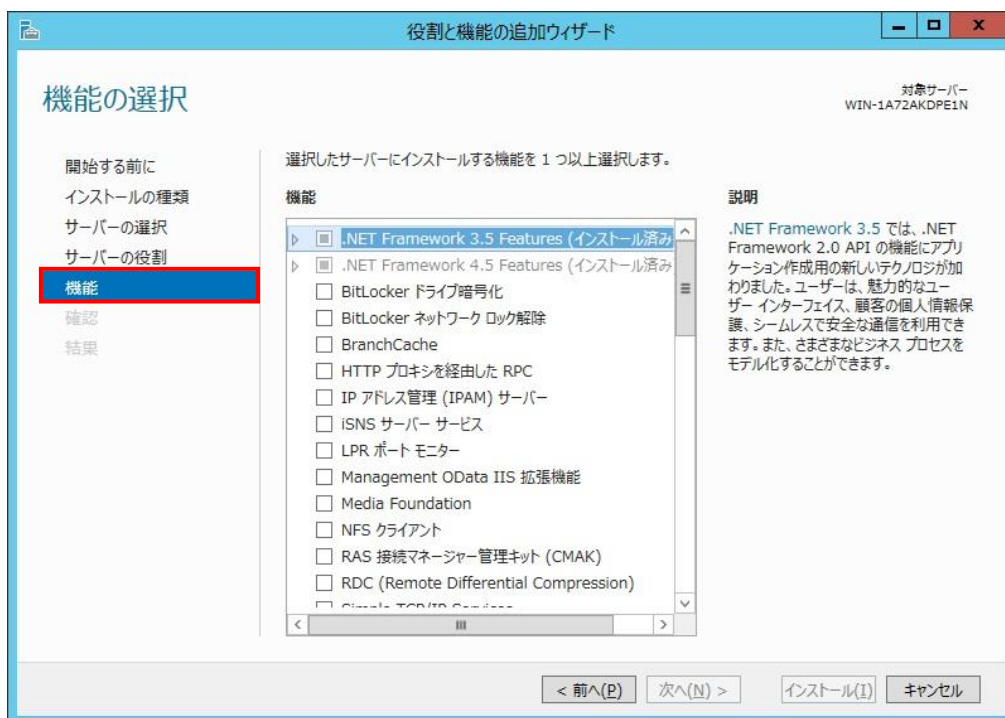 役割と機能の追加ウィザード
機能の選択
対象サーバー
WIN-1A72AKDPE1N
開始する前に
インストールの種類
サーバーの選択
サーバーの役割
機能
確認
結果
選択したサーバーにインストールする機能を 1 つ以上選択します。
機能
.NET Framework 3.5 Features (インストール済み
.NET Framework 4.5 Features (インストール済み
BitLocker ドライブ暗号化
BitLocker ネットワーク ロック解除
BranchCache
HTTP プロキシを経由した RPC
IP アドレス管理 (IPAM) サーバー
iSNS サーバー サービス
LPR ポート モニター
Management OData IIS 拡張機能
Media Foundation
NFS クライアント
RAS 接続マネージャー管理キット (CMAK)
RDC (Remote Differential Compression)
Simple TCP/IP Services
説明
.NET Framework 3.5 では、.NET
Framework 2.0 API の機能にアプリ
ケーション作成用の新しいテクノロジが加
わりました。ユーザーは、魅力的なユー
ザー インターフェイス、顧客の個人情報保
護、シームレスで安全な通信を利用でき
ます。また、さまざまなビジネス プロセスを
モデル化することができます。
< 前へ(P)
次へ(N) >
インストール(I)
キャンセル